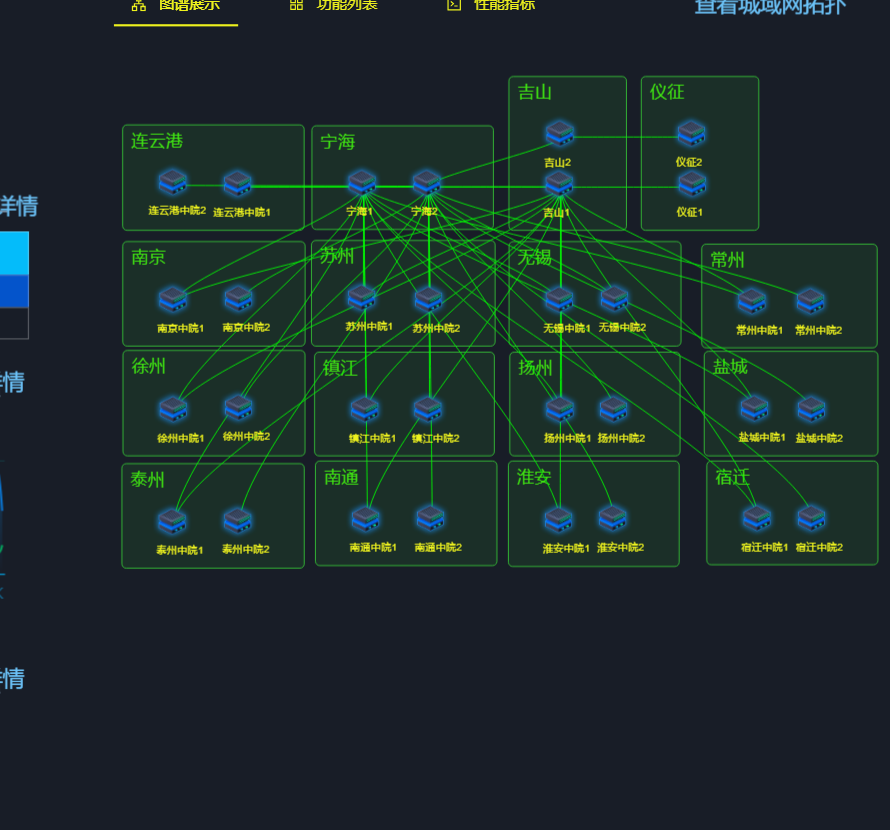 图谱展示
功能列表
性能指标
查看城域网拓扑
详情
情
情
吉山
吉山2
吉山1
仪征
仪征2
仪征1
连云港
连云港中院2
连云港中院1
宁海
宁海1
宁海2
南京
南京中院1
南京中院2
苏州
苏州中院1
苏州中院2
无锡
无锡中院1
无锡中院2
常州
常州中院1
常州中院2
徐州
徐州中院1
徐州中院2
镇江
镇江中院1
镇江中院2
扬州
扬州中院1
扬州中院2
盐城
盐城中院1
盐城中院2
泰州
泰州中院1
泰州中院2
南通
南通中院1
南通中院2
淮安
淮安中院1
淮安中院2
宿迁
宿迁中院1
宿迁中院2